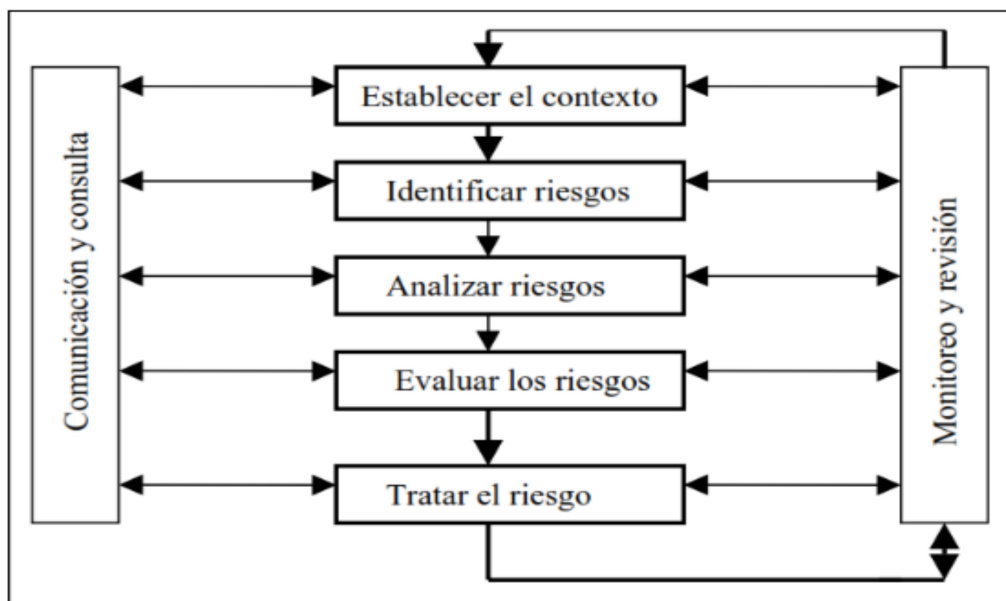 Comunicación y consulta
Establecer el contexto
Identificar riesgos
Analizar riesgos
Evaluar los riesgos
Tratar el riesgo
Monitoreo y revisión